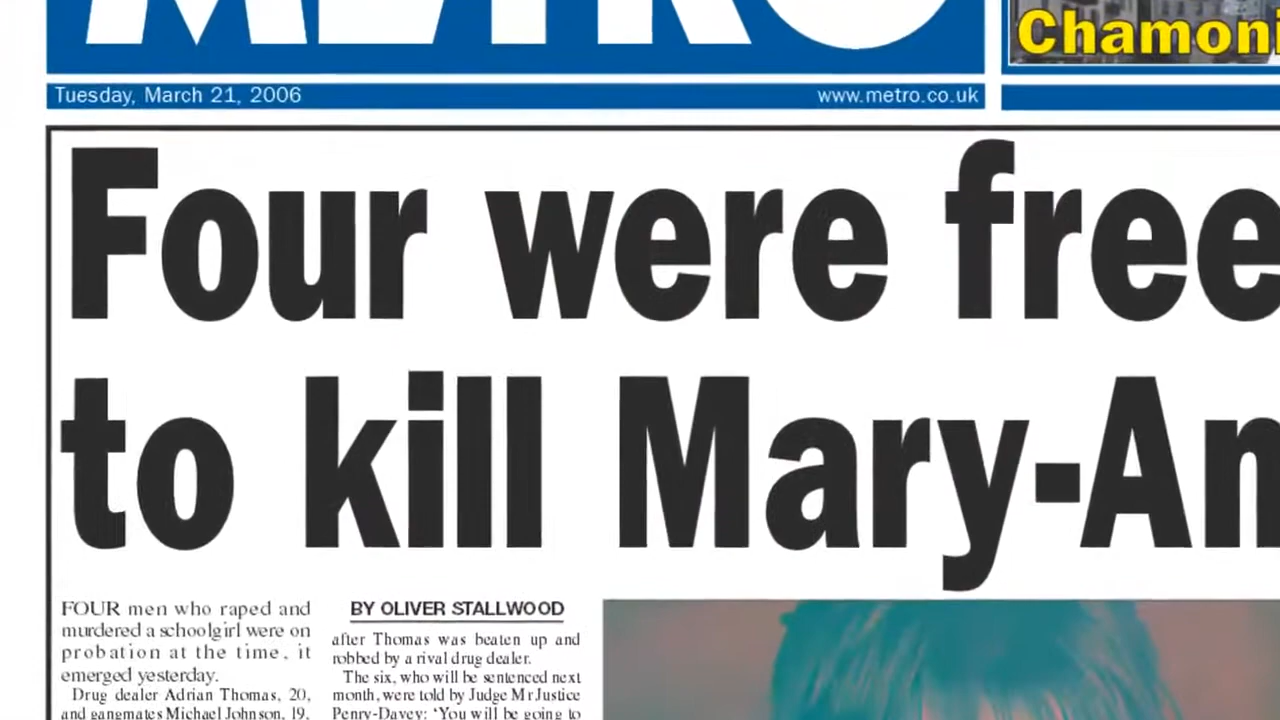 METRO
Chamoni
Tuesday, March 21, 2006
www.metro.co.uk
Four were free
to kill Mary-An
FOUR men who raped and
murdered a schoolgirl were on
probation at the time, it
emerged yesterday.
Drug dealer Adrian Thomas, 20,
and gangmates Michael Johnson, 19,
BY OLIVER STALLWOOD
after Thomas was beaten up and
robbed by a rival drug dealer.
The six, who will be sentenced next
month, were told by Judge Mr Justice
Penry-Davey: ‘You will be going to